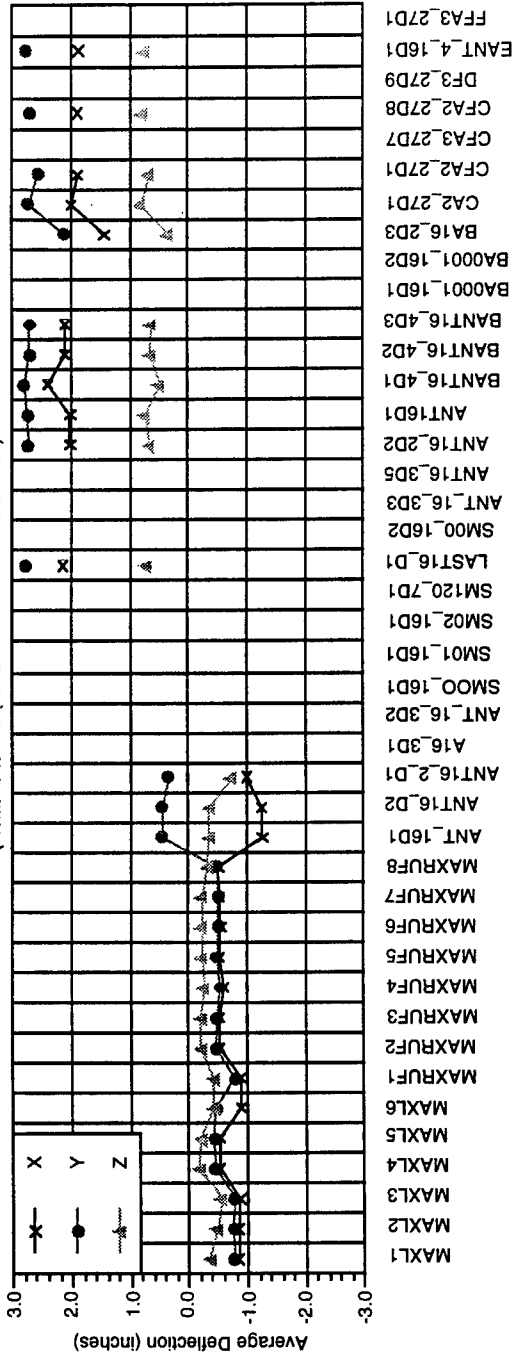 X
Y
Z
Average Deflection (inches)
3.0
2.0
1.0
0.0
-1.0
-2.0
-3.0
MAXL1
MAXL2
MAXL3
MAXL4
MAXL5
MAXL6
MAXRUF1
MAXRUF2
MAXRUF3
MAXRUF4
MAXRUF5
MAXRUF6
MAXRUF7
MAXRUF8
ANT_16D1
ANT16_D2
ANT16_2_D1
A16_3D1
ANT_16_3D2
SMOO_16D1
SM01_16D1
SM02_16D1
SM120_7D1
LAST16_D1
SM00_16D2
ANT_16_3D3
ANT16_3D5
ANT16_2D2
ANT16D1
BANT16_4D1
BANT16_4D2
BANT16_4D3
BA0001_16D1
BA0001_16D2
BA16_2D3
CA2_27D1
CFA2_27D1
CFA3_27D7
CFA2_27D8
DF3_27D9
EANT_4_16D1
FFA3_27D1